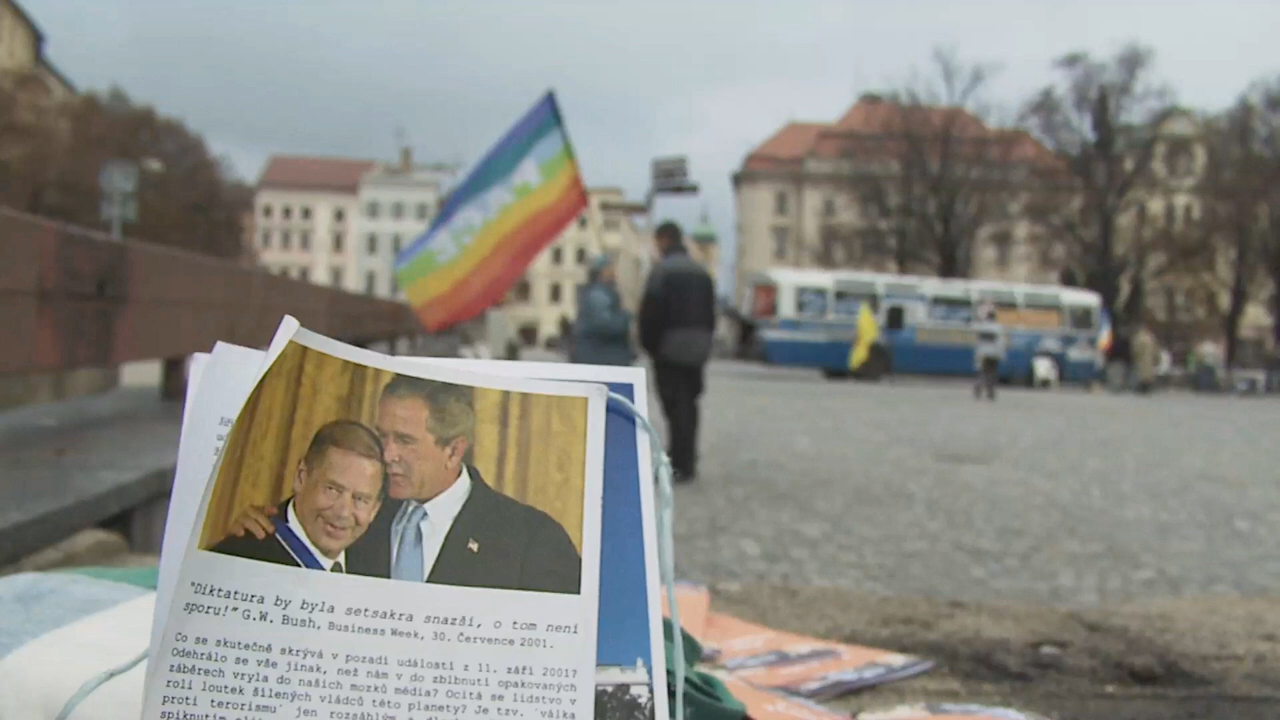 "Diktatura by byla setsakra snazší, o tom není
sporu!" G.W. Bush, Business Week, 30. Července 2001.
Co se skutečně skrývá v pozadí události z 11. září 2001?
Odehrálo se vše jinak, než nám v do zblbnutí opakovaných
záběrech vryla do našich mozků média? Ocitá se lidstvo v
roli loutek šílených vládců této planety? Je tzv. ´válka
proti terorismu´ jen rozsáhlým a
spiknutím